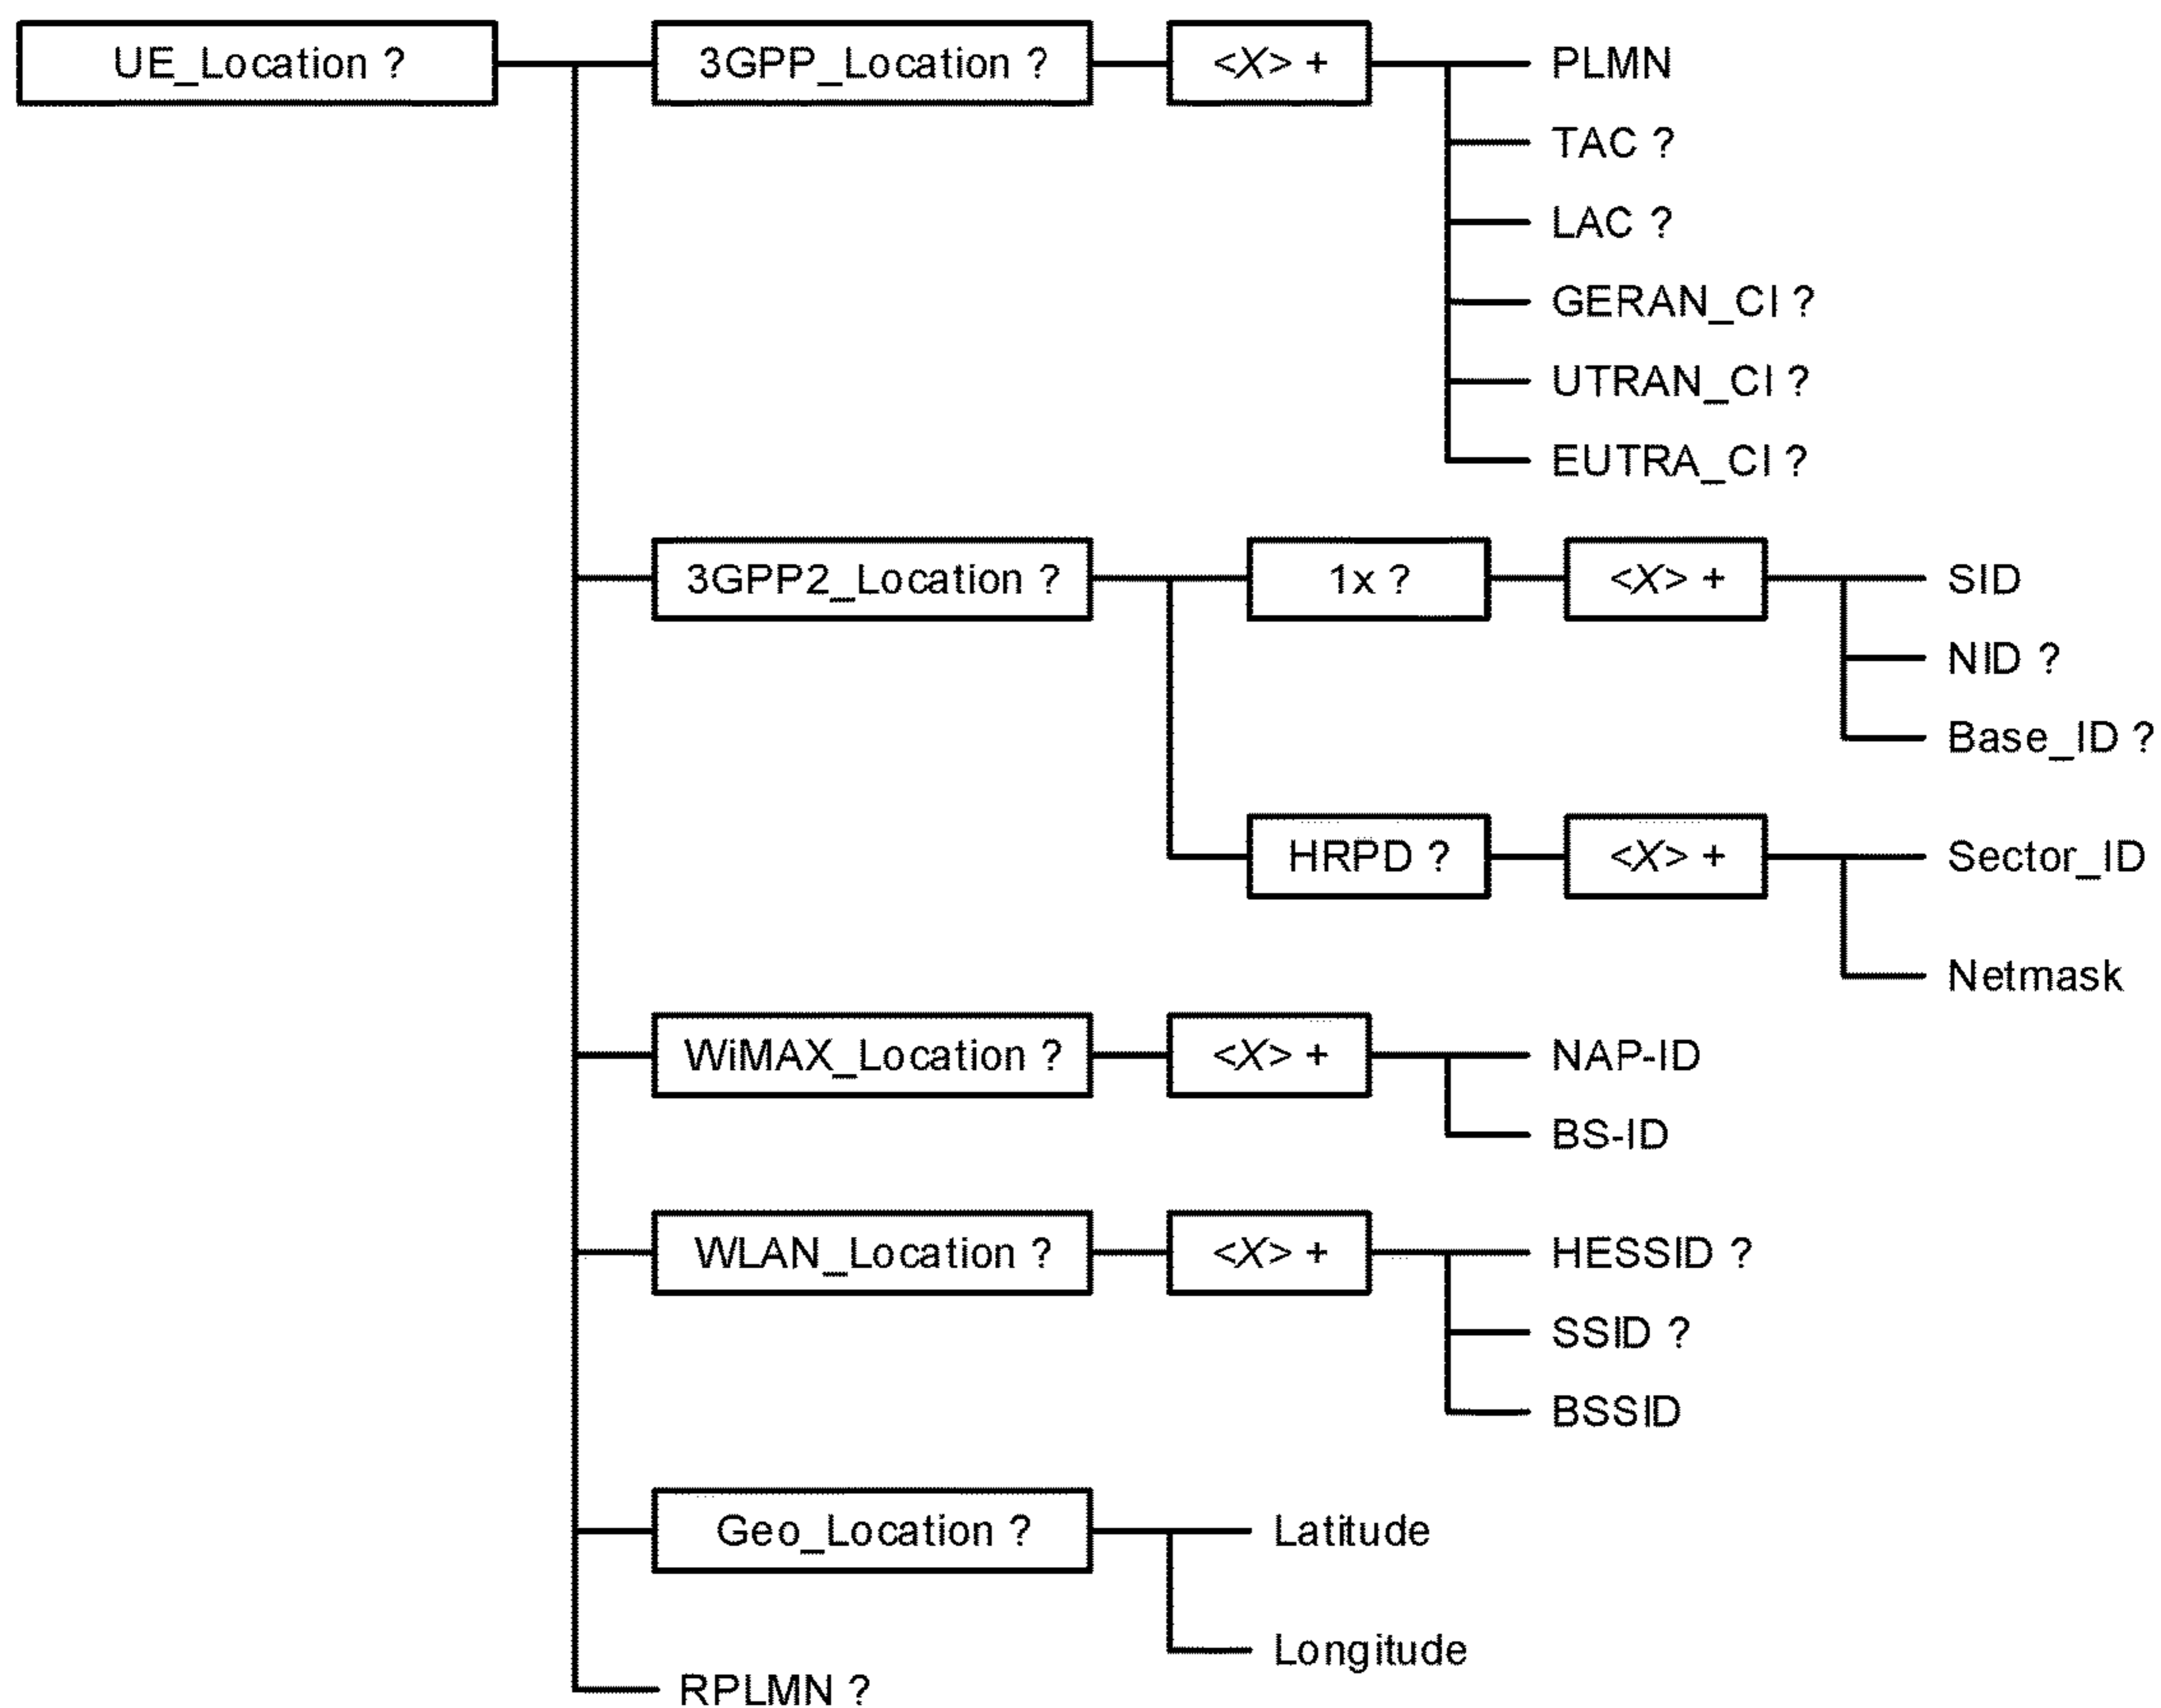 UE_Location ?
3GPP_Location ?
<X> +
PLMN
TAC ?
LAC ?
GERAN_CI ?
UTRAN_CI ?
EUTRA_CI ?
3GPP2_Location ?
1x ?
<X> +
SID
NID ?
Base_ID ?
HRPD ?
<X> +
Sector_ID
Netmask
WiMAX_Location ?
<X> +
NAP-ID
BS-ID
WLAN_Location ?
<X> +
HESSID ?
SSID ?
BSSID
Geo_Location ?
Latitude
Longitude
RPLMN ?